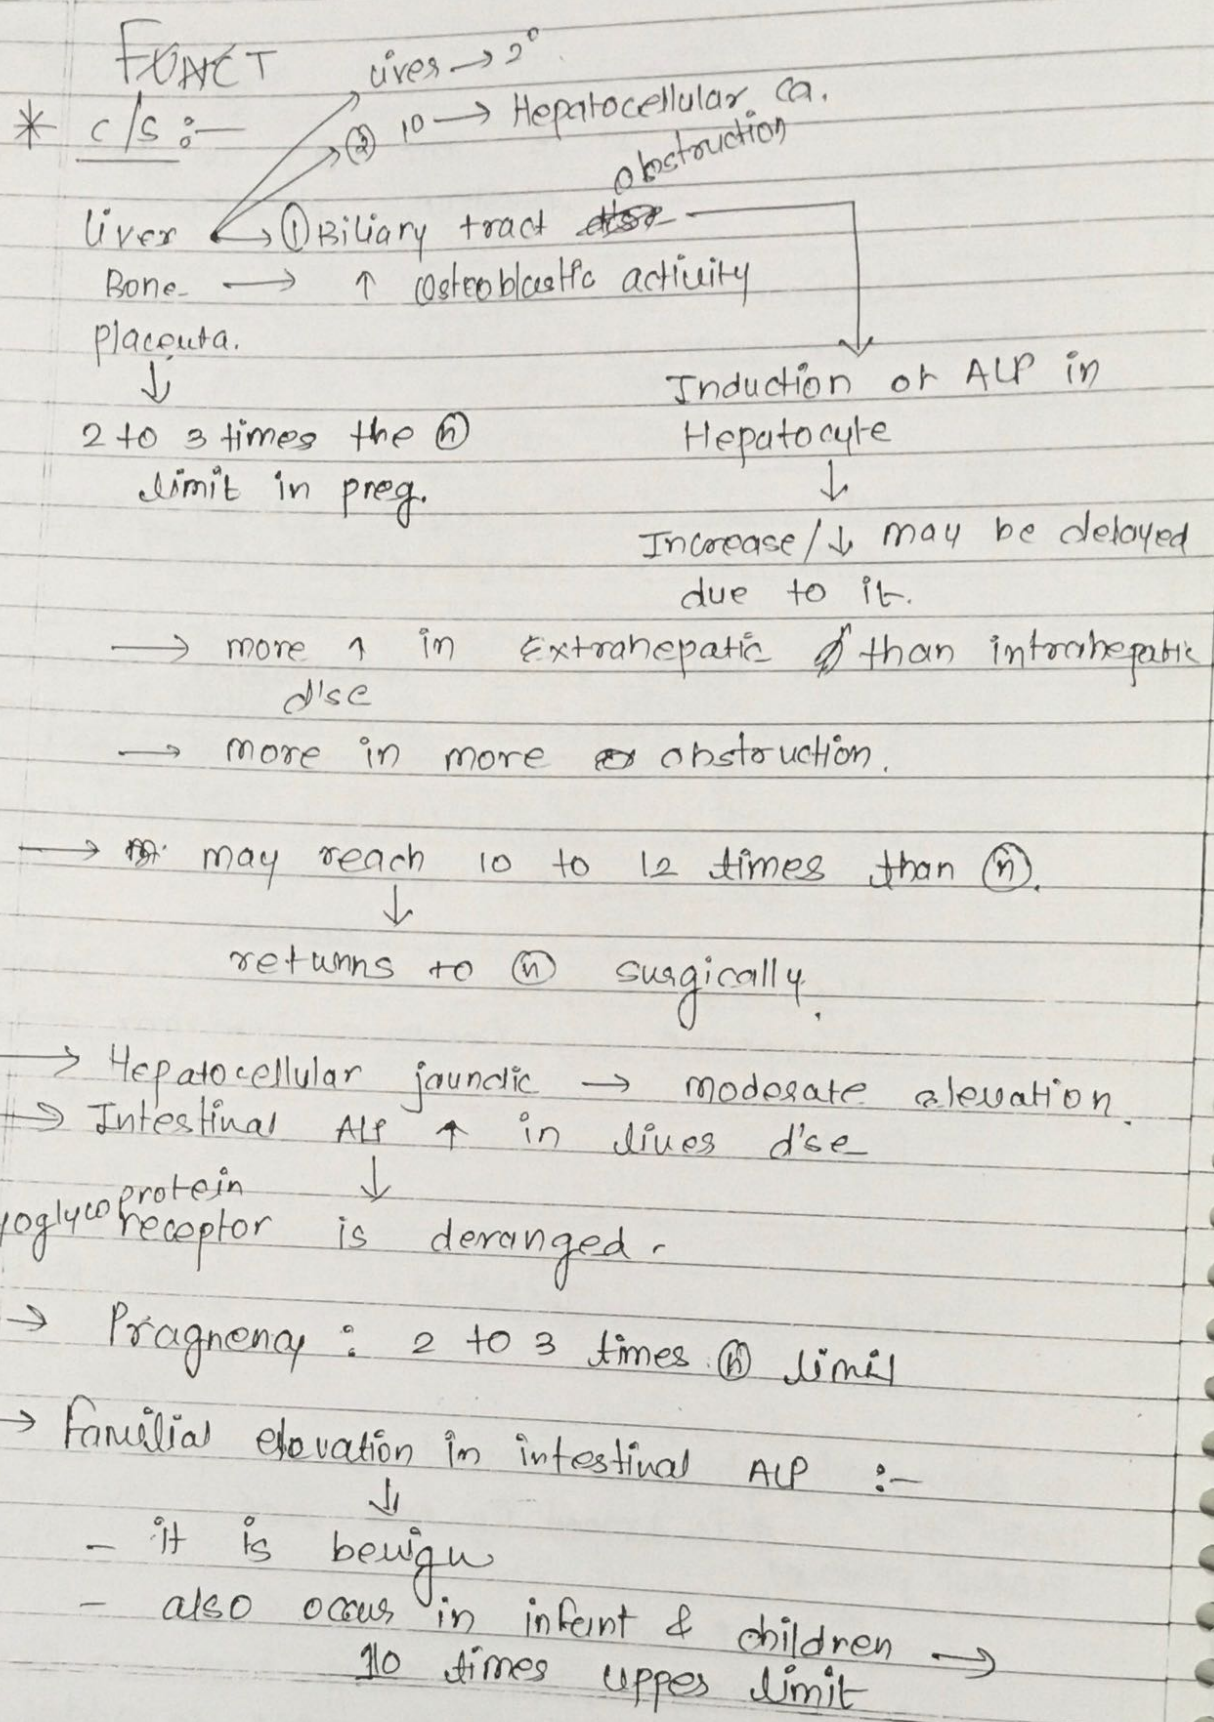 FUNCT
liver → 2°
* c/s :-
② 10 → Hepatocellular ca.
obstruction
liver → ① Biliary tract
Bone → ↑ osteoblastic activity
placenta.
↓
Induction of ALP in
2 to 3 times the (n)
Hepatocyte
limit in preg.
↓
Increase/↓ may be delayed
due to it.
→ more ↑ in Extrahepatic than intrahepatic
d'se
→ more in more obstruction.
→ may reach 10 to 12 times than (n).
↓
returns to (n) surgically.
→ Hepatocellular jaundic → moderate elevation.
→ Intestinal ALP ↑ in liver d'se
↓
protein
receptor is deranged.
→ Pragnency : 2 to 3 times (n) limit
→ Familial elevation in intestinal ALP :-
↓
- it is benign
- also occurs in infant & children →
10 times upper limit